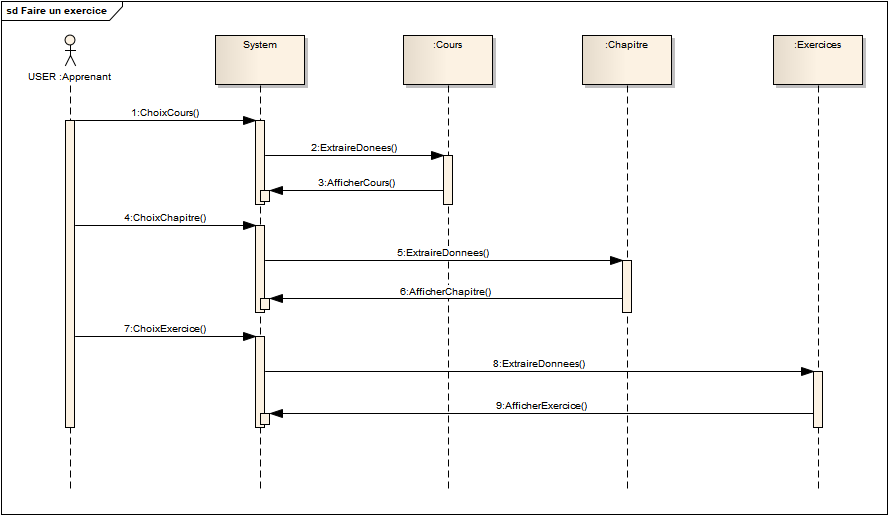 sd Faire un exercice
System
:Cours
:Chapitre
:Exercices
USER :Apprenant
1:ChoixCours()
2:ExtraireDonees()
3:AfficherCours()
4:ChoixChapitre()
5:ExtraireDonnees()
6:AfficherChapitre()
7:ChoixExercice()
8:ExtraireDonnees()
9:AfficherExercice()